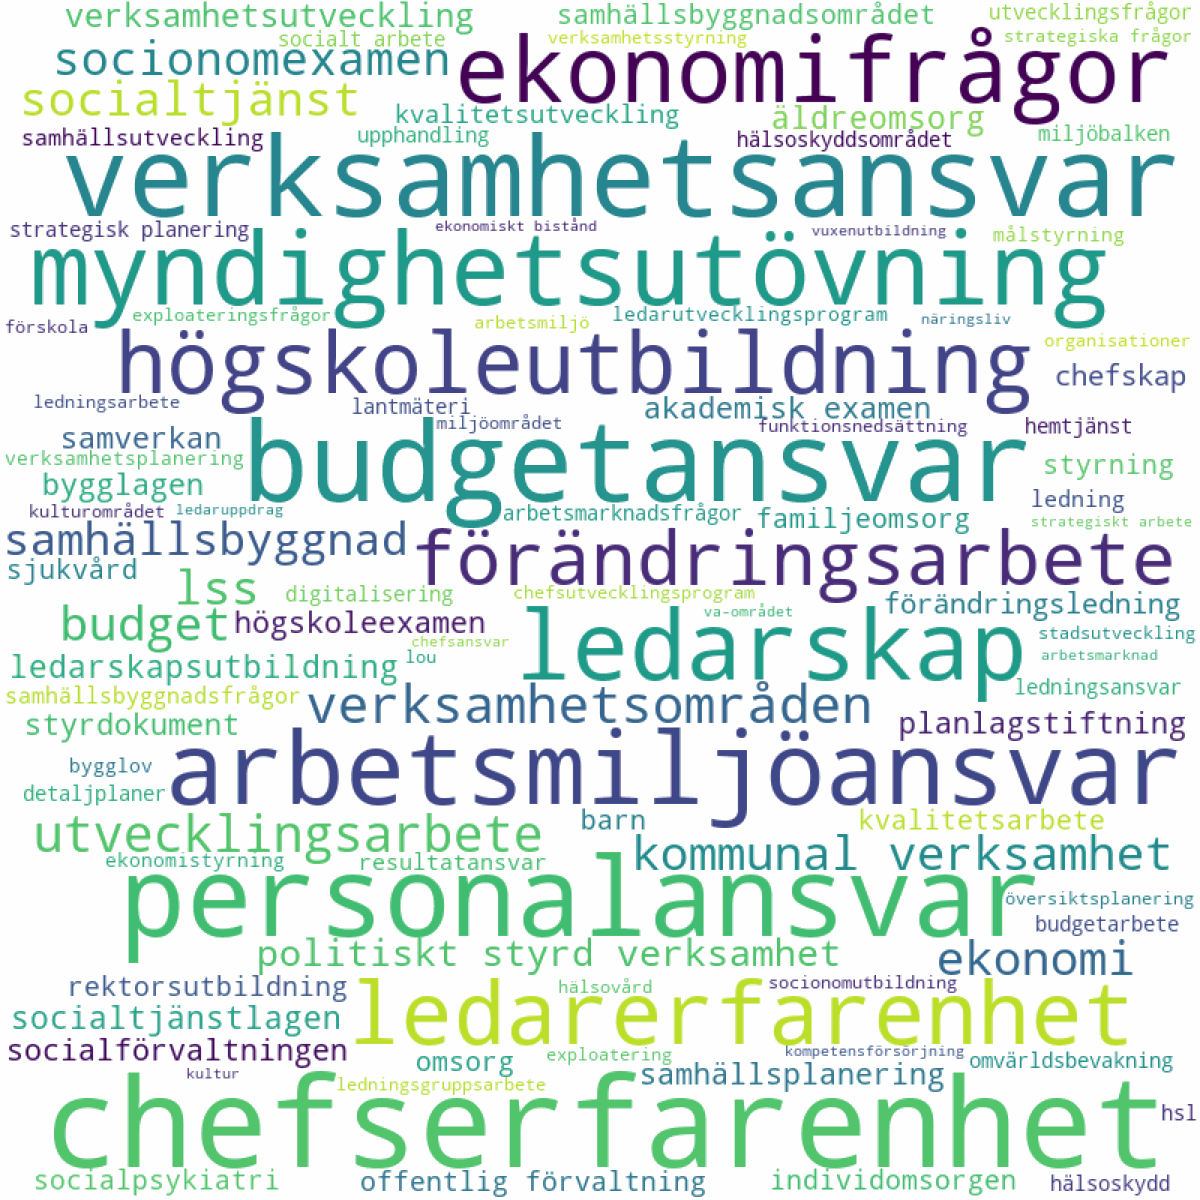 verksamhetsutveckling
samhällsbyggnadsområdet
utvecklingsfrågor
socialt arbete
verksamhetsstyrning
strategiska frågor
socionomexamen
ekonomifrågor
socialtjänst
kvalitetsutveckling
äldreomsorg
samhällsutveckling
upphandling
hälsoskyddsområdet
miljöbalken
verksamhetsansvar
strategisk planering
ekonomiskt bistånd
vuxenutbildning
målstyrning
myndighetsutövning
exploateringsfrågor
ledarutvecklingsprogram
förskola
arbetsmiljö
näringsliv
organisationer
högskoleutbildning
chefskap
ledningsarbete
lantmäteri
akademisk examen
miljöområdet
funktionsnedsättning
hemtjänst
samverkan
budgetansvar
verksamhetsplanering
styrning
bygglagen
ledning
kulturområdet
ledaruppdrag
arbetsmarknadsfrågor
familjeomsorg
strategiskt arbete
samhällsbyggnad
förändringsarbete
sjukvård
lss
digitalisering
chefsutvecklingsprogram
förändringsledning
va-området
budget
högskoleexamen
ledarskap
stadsutveckling
chefsansvar
lou
arbetsmarknad
ledarskapsutbildning
ledningsansvar
samhällsbyggnadsfrågor
verksamhetsområden
styrdokument
planlagstiftning
bygglov
arbetsmiljöansvar
detaljplaner
utvecklingsarbete
barn
kvalitetsarbete
ekonomistyrning
resultatansvar
kommunal verksamhet
personalansvar
översiktsplanering
budgetarbete
politiskt styrd verksamhet
ekonomi
rektorsutbildning
hälsovård
socionomutbildning
socialtjänstlagen
ledarerfarenhet
socialförvaltningen
omsorg
exploatering
kompetensförsörjning
omvärldsbevakning
kultur
ledningsgruppsarbete
samhällsplanering
chefserfarenhet
hsl
socialpsykiatri
offentlig förvaltning
individomsorgen
hälsoskydd